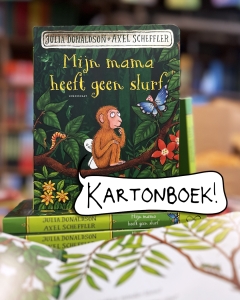 JULIA DONALDSON • AXEL SCHEFFLER
Mijn mama
heeft geen slurf
KARTONBOEK!
JULIA DONALDSON
AXEL SCHEFFLER
Mijn mama
heeft geen slurf
JULIA DONALDSON
AXEL SCHEFFLER